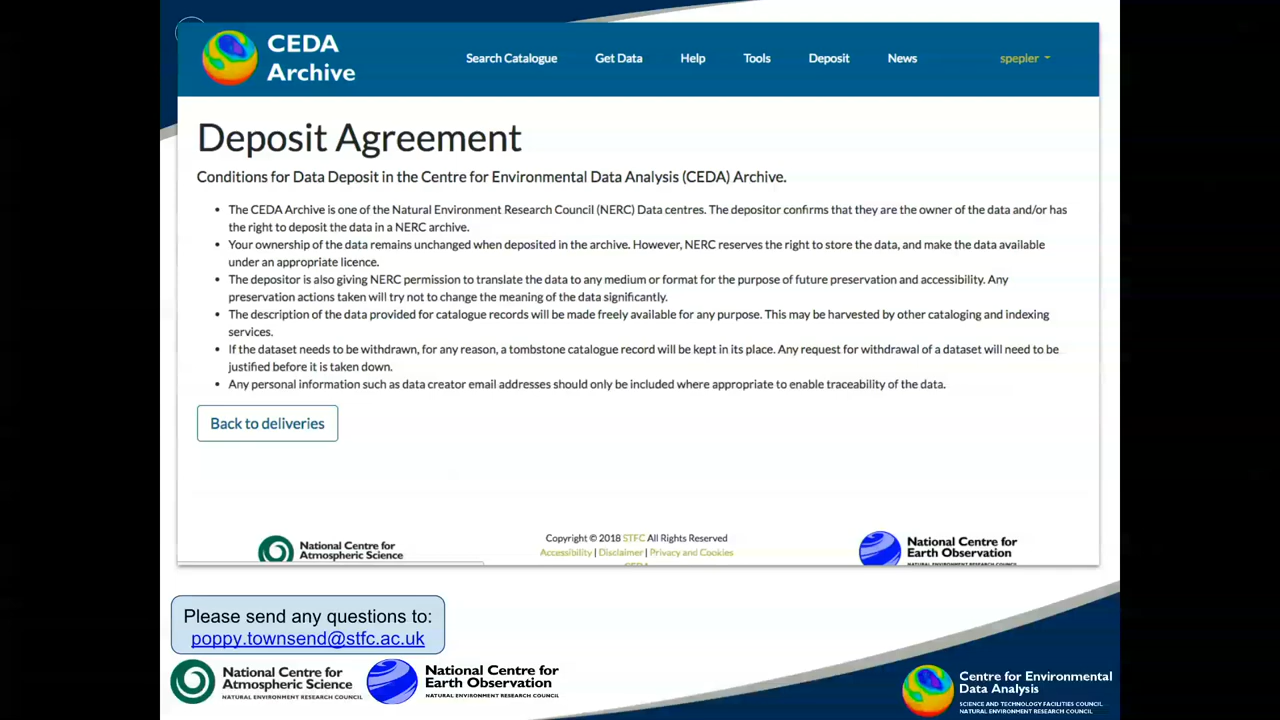 CEDA
Archive
Search Catalogue
Get Data
Help
Tools
Deposit
News
spepler
Deposit Agreement
Conditions for Data Deposit in the Centre for Environmental Data Analysis (CEDA) Archive.
• The CEDA Archive is one of the Natural Environment Research Council (NERC) Data centres. The depositor confirms that they are the owner of the data and/or has
the right to deposit the data in a NERC archive.
• Your ownership of the data remains unchanged when deposited in the archive. However, NERC reserves the right to store the data, and make the data available
under an appropriate licence.
• The depositor is also giving NERC permission to translate the data to any medium or format for the purpose of future preservation and accessibility. Any
preservation actions taken will try not to change the meaning of the data significantly.
• The description of the data provided for catalogue records will be made freely available for any purpose. This may be harvested by other cataloging and indexing
services.
• If the dataset needs to be withdrawn, for any reason, a tombstone catalogue record will be kept in its place. Any request for withdrawal of a dataset will need to be
justified before it is taken down.
• Any personal information such as data creator email addresses should only be included where appropriate to enable traceability of the data.
Back to deliveries
National Centre for
Atmospheric Science
Copyright © 2018 STFC All Rights Reserved
Accessibility | Disclaimer | Privacy and Cookies
National Centre for
Earth Observation
Please send any questions to:
poppy.townsend@stfc.ac.uk
National Centre for
Atmospheric Science
NATURAL ENVIRONMENT RESEARCH COUNCIL
National Centre for
Earth Observation
NATURAL ENVIRONMENT RESEARCH COUNCIL
Centre for Environmental
Data Analysis
SCIENCE AND TECHNOLOGY FACILITIES COUNCIL
NATURAL ENVIRONMENT RESEARCH COUNCIL